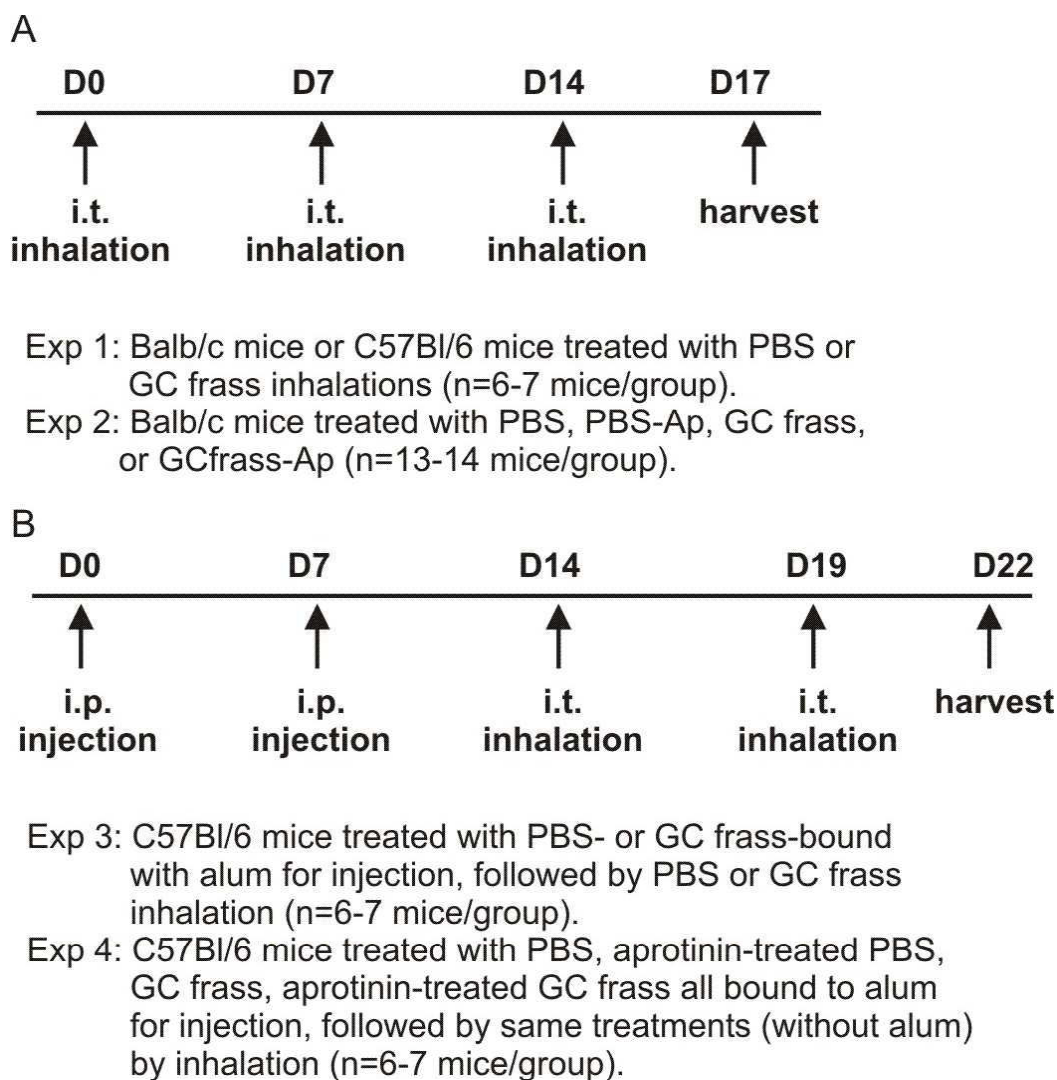 A
D0 D7 D14 D17
i.t. i.t. i.t. harvest
inhalation inhalation inhalation
Exp 1: Balb/c mice or C57Bl/6 mice treated with PBS or
GC frass inhalations (n=6-7 mice/group).
Exp 2: Balb/c mice treated with PBS, PBS-Ap, GC frass,
or GCfrass-Ap (n=13-14 mice/group).
B
D0 D7 D14 D19 D22
i.p. i.p. i.t. i.t. harvest
injection injection inhalation inhalation
Exp 3: C57Bl/6 mice treated with PBS- or GC frass-bound
with alum for injection, followed by PBS or GC frass
inhalation (n=6-7 mice/group).
Exp 4: C57Bl/6 mice treated with PBS, aprotinin-treated PBS,
GC frass, aprotinin-treated GC frass all bound to alum
for injection, followed by same treatments (without alum)
by inhalation (n=6-7 mice/group).